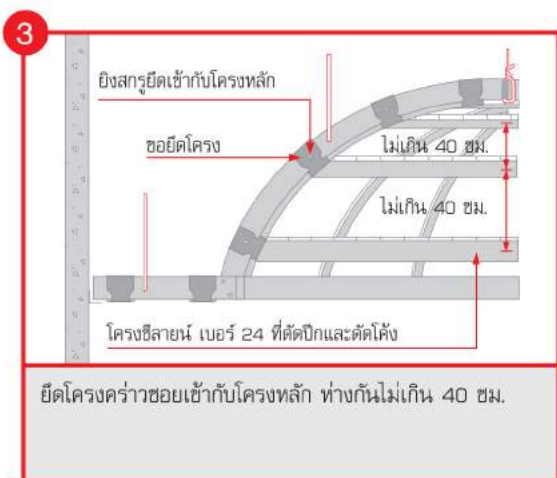 3
ยิงสกรูยึดเข้ากับโครงหลัก
ขอยึดโครง
ไม่เกิน 40 ซม.
ไม่เกิน 40 ซม.
โครงซีลายน์ เบอร์ 24 ที่ตัดปีกและดัดโค้ง
ยึดโครงคร่าวซอยเข้ากับโครงหลัก ห่างกันไม่เกิน 40 ซม.